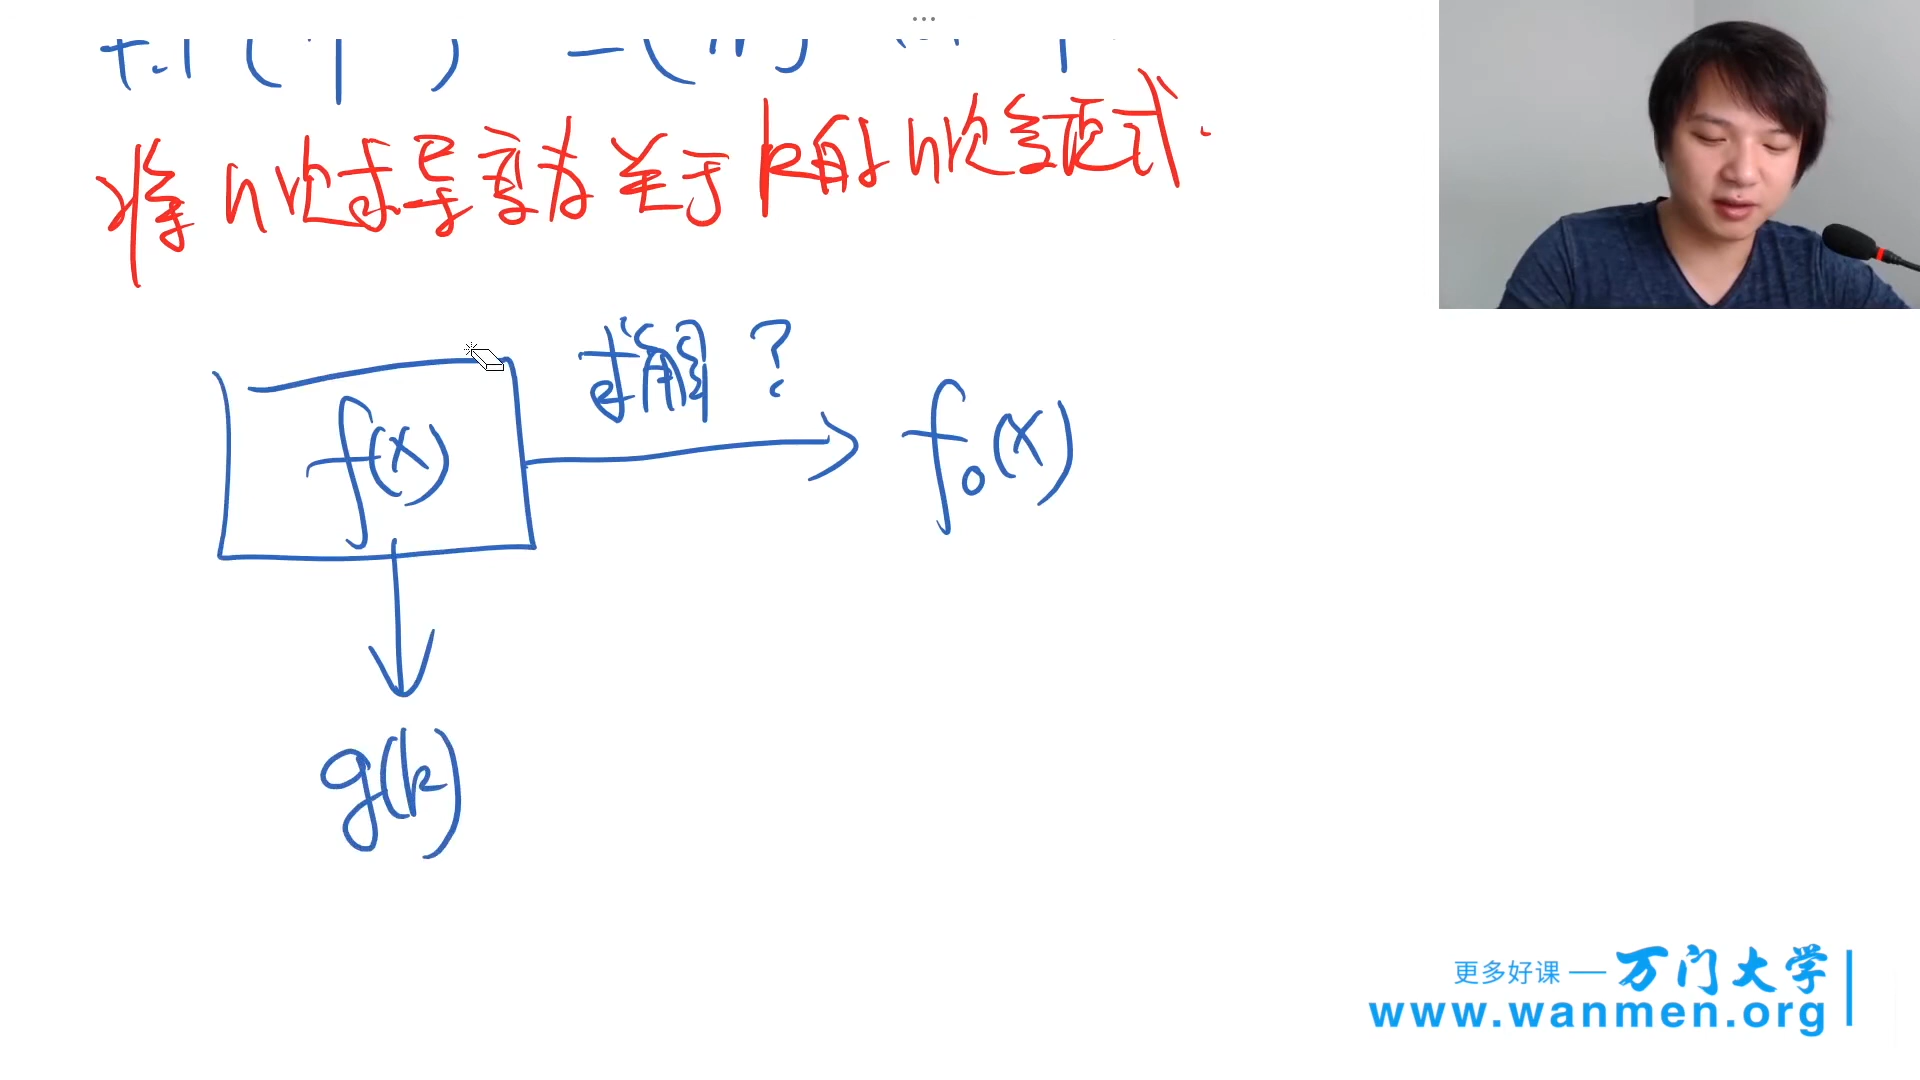 将n次求导变为关于k的n次多项式.
求解?
f(x)
f₀(x)
g(k)
更多好课 — 万门大学
www.wanmen.org